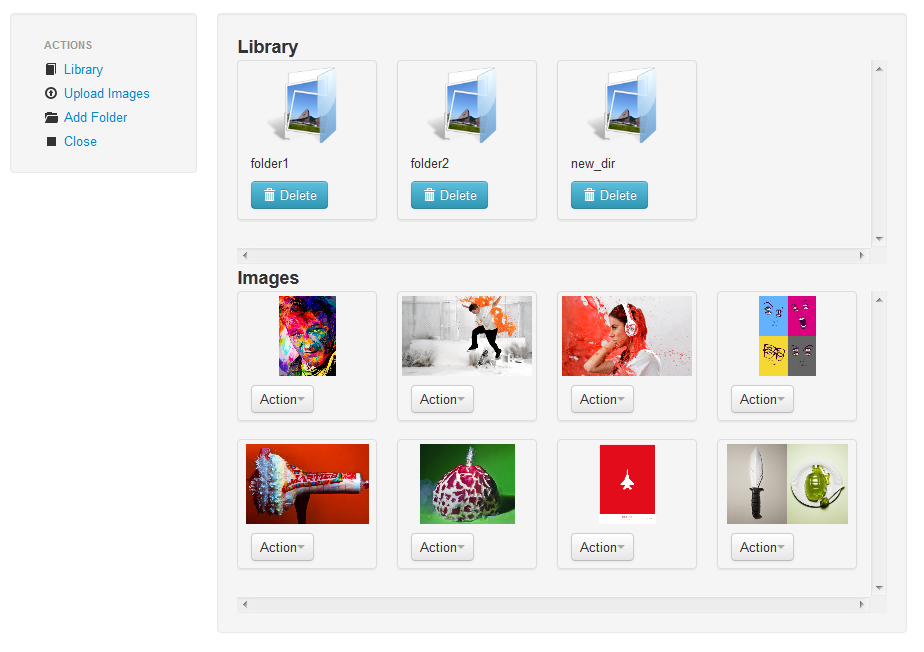 ACTIONS
Library
Upload Images
Add Folder
Close
Library
folder1
folder2
new_dir
Delete
Delete
Delete
Images
Action
Action
Action
Action
Action
Action
Action
Action